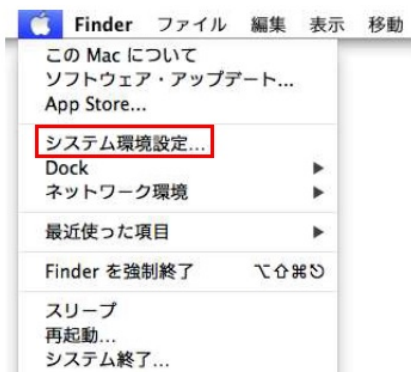 Finder ファイル 編集 表示 移動
この Mac について
ソフトウェア・アップデート...
App Store...
システム環境設定...
Dock ▶
ネットワーク環境 ▶
最近使った項目 ▶
Finder を強制終了 ⌥⇧⌘⎋
スリープ
再起動...
システム終了...